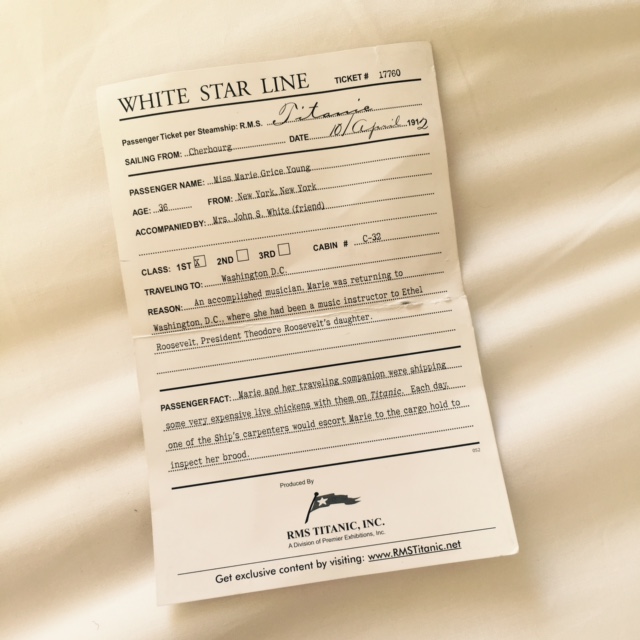 WHITE STAR LINE TICKET # 17760
Passenger Ticket per Steamship: R.M.S. Titanic
SAILING FROM: Cherbourg DATE 10/April 1912
PASSENGER NAME: Miss Marie Grice Young
AGE: 36 FROM: New York, New York
ACCOMPANIED BY: Mrs. John S. White (friend)
CLASS: 1ST X 2ND 3RD CABIN # C-32
TRAVELING TO: Washington D.C.
REASON: An accomplished musician, Marie was returning to
Washington, D.C., where she had been a music instructor to Ethel
Roosevelt, President Theodore Roosevelt's daughter.
PASSENGER FACT: Marie and her traveling companion were shipping
some very expensive live chickens with them on Titanic. Each day,
one of the Ship's carpenters would escort Marie to the cargo hold to
inspect her brood.
052
Produced By
RMS TITANIC, INC.
A Division of Premier Exhibitions, Inc.
Get exclusive content by visiting: www.RMSTitanic.net